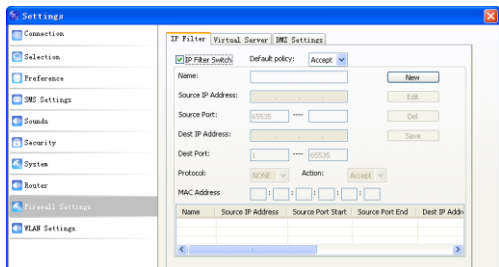 Settings
Connection
Selection
Preference
SMS Settings
Sounds
Security
System
Router
Firewall Settings
VLAN Settings
IP Filter Virtual Server DMZ Settings
IP Filter Switch Default policy: Accept
Name: New
Source IP Address: Edit
Source Port: 65535 ---- Del
Dest IP Address: Save
Dest Port: 1 ---- 65535
Protocol: NONE Action: Accept
MAC Address : : : : :
Name Source IP Address Source Port Start Source Port End Dest IP Addre